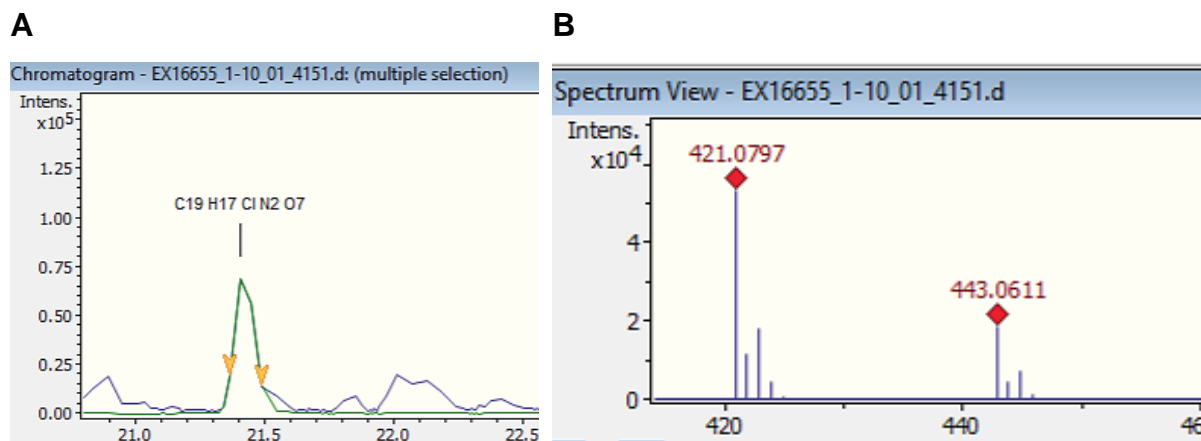 A
B
Chromatogram - EX16655_1-10_01_4151.d: (multiple selection)
Intens.
x10⁵
1.25
1.00
0.75
0.50
0.25
0.00
C19 H17 Cl N2 O7
21.0
21.5
22.0
22.5
Spectrum View - EX16655_1-10_01_4151.d
Intens.
x10⁴
4
2
0
421.0797
443.0611
420
440